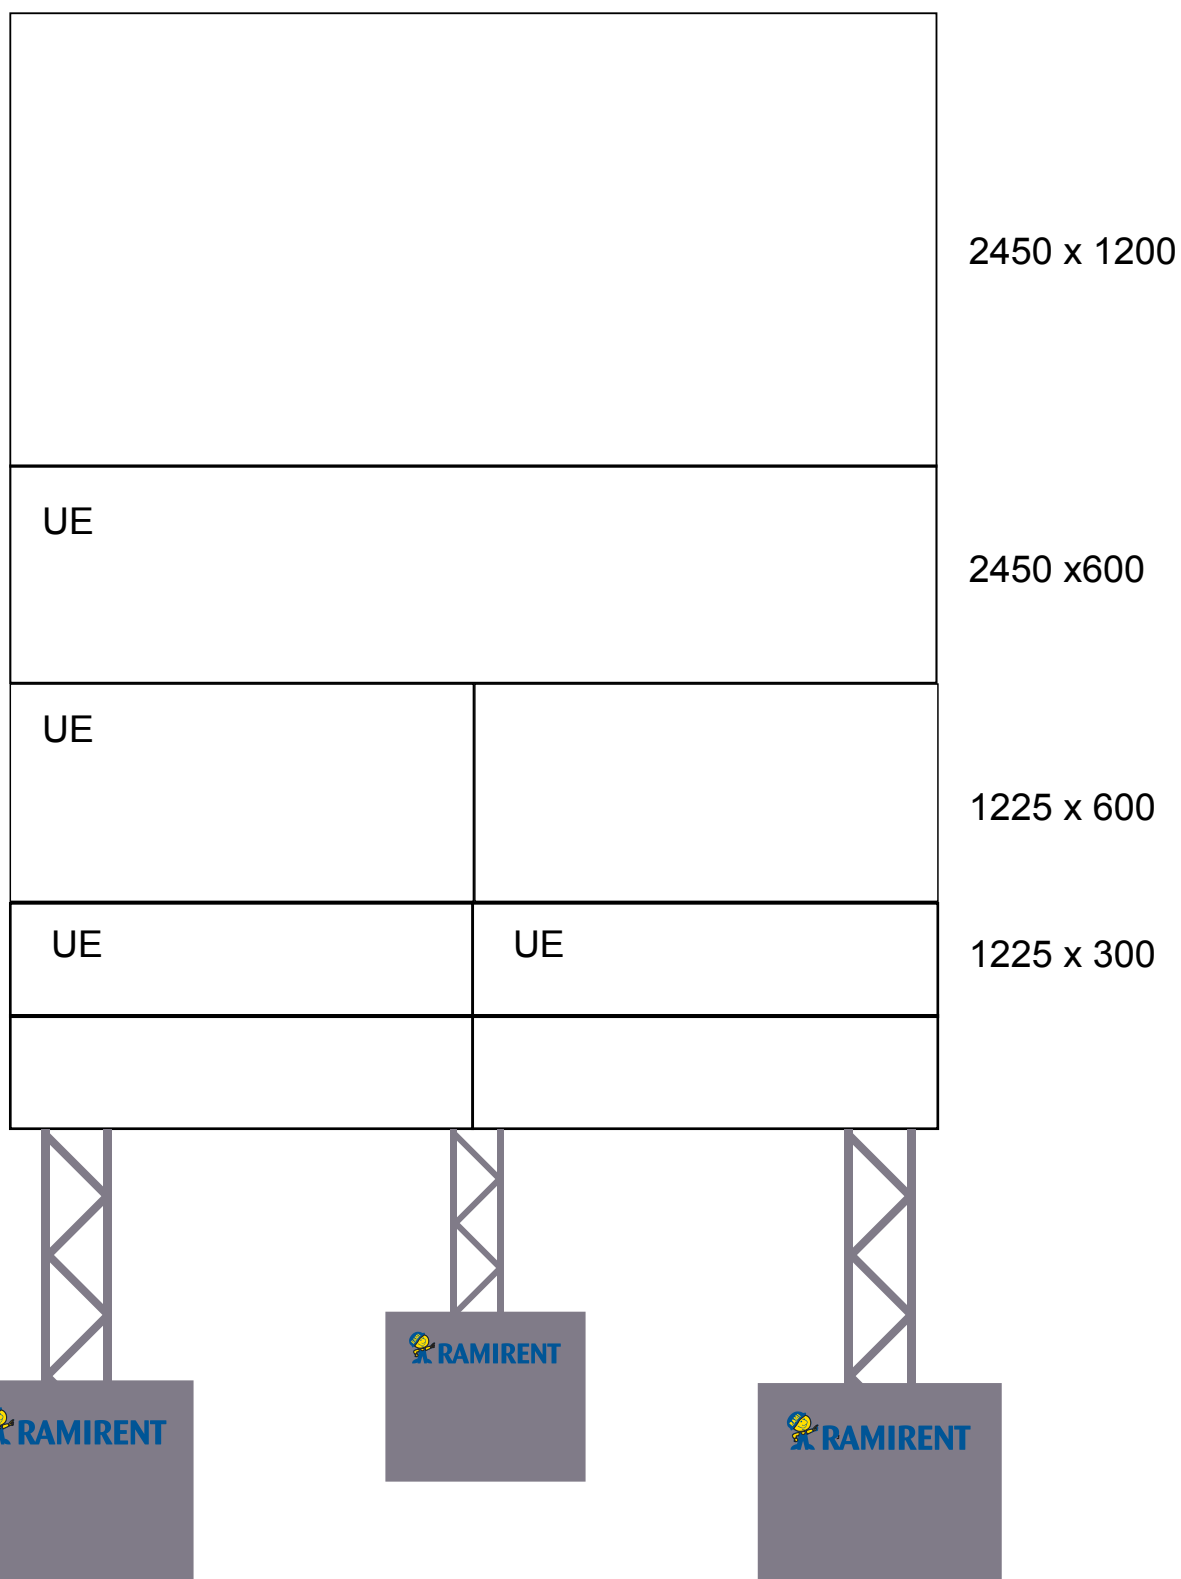 2450 x 1200
UE
2450 x600
UE
1225 x 600
UE
UE
1225 x 300
RAMIRENT
RAMIRENT
RAMIRENT